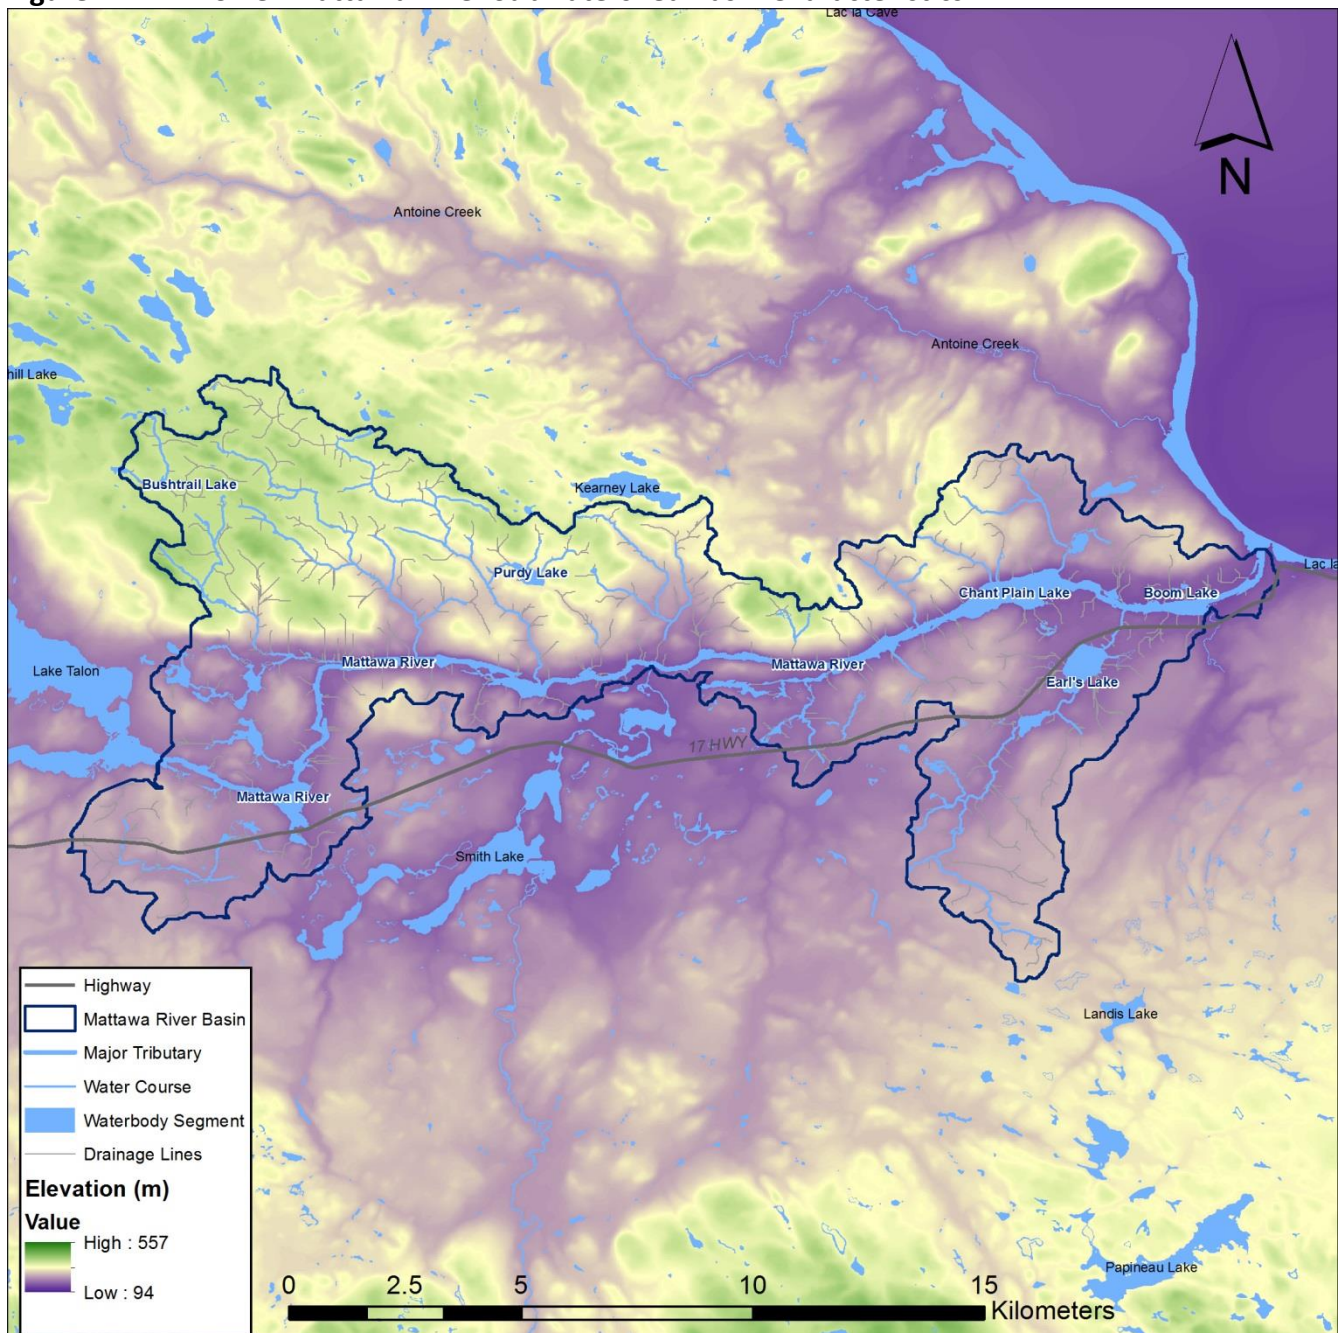 Lac la Cave
N
Antoine Creek
Antoine Creek
hill Lake
Bushtrail Lake
Kearney Lake
Purdy Lake
Lac la
Chant Plain Lake
Boom Lake
Mattawa River
Mattawa River
Lake Talon
Earl's Lake
17 HWY
Mattawa River
Smith Lake
Landis Lake
Papineau Lake
Highway
Mattawa River Basin
Major Tributary
Water Course
Waterbody Segment
Drainage Lines
Elevation (m)
Value
High : 557
Low : 94
0 2.5 5 10 15
Kilometers